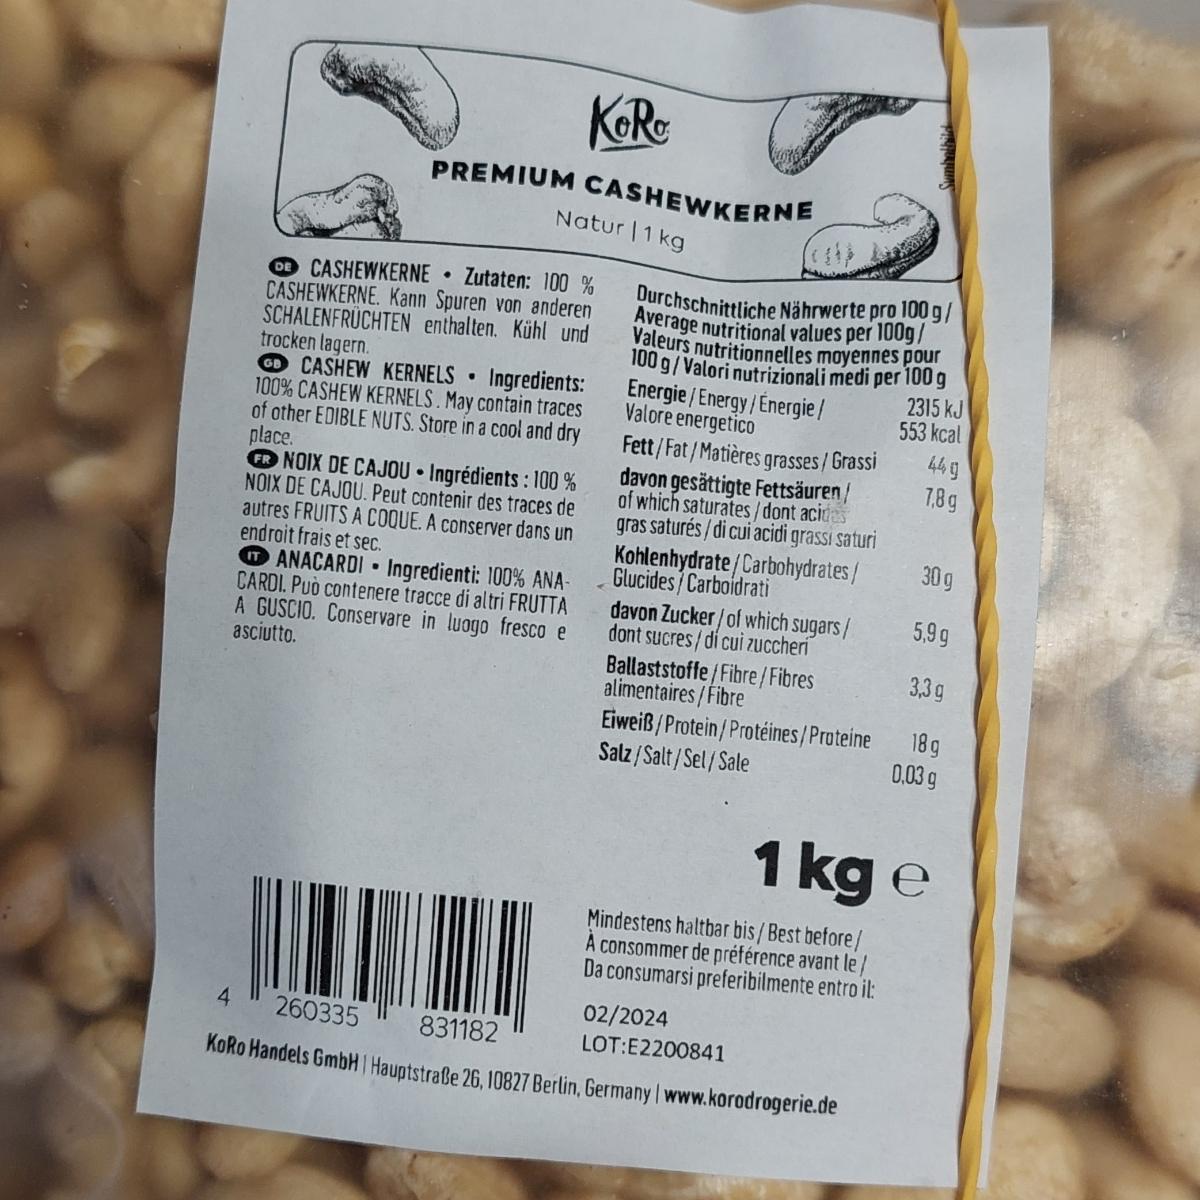 KoRo
PREMIUM CASHEWKERNE
Natur | 1 kg
DE CASHEWKERNE • Zutaten: 100 %
CASHEWKERNE. Kann Spuren von anderen
SCHALENFRÜCHTEN enthalten. Kühl und
trocken lagern.
GB CASHEW KERNELS • Ingredients:
100% CASHEW KERNELS. May contain traces
of other EDIBLE NUTS. Store in a cool and dry
place.
FR NOIX DE CAJOU • Ingrédients : 100 %
NOIX DE CAJOU. Peut contenir des traces de
autres FRUITS A COQUE. A conserver dans un
endroit frais et sec.
IT ANACARDI • Ingredienti: 100% ANA-
CARDI. Può contenere tracce di altri FRUTTA
A GUSCIO. Conservare in luogo fresco e
asciutto.
Durchschnittliche Nährwerte pro 100 g/
Average nutritional values per 100g/
Valeurs nutritionnelles moyennes pour
100 g/Valori nutrizionali medi per 100 g
Energie/Energy/Énergie/ 2315 kJ
Valore energetico 553 kcal
Fett/Fat/Matières grasses/Grassi 44 g
davon gesättigte Fettsäuren/ 7,8 g
of which saturates/dont acides
gras saturés/di cui acidi grassi saturi
Kohlenhydrate/Carbohydrates/ 30 g
Glucides/Carboidrati
davon Zucker/of which sugars/ 5,9 g
dont sucres/di cui zuccheri
Ballaststoffe/Fibre/Fibres 3,3 g
alimentaires/Fibre
Eiweiß/Protein/Protéines/Proteine 18 g
Salz/Salt/Sel/Sale 0,03 g
1 kg ℮
Mindestens haltbar bis/Best before/
À consommer de préférence avant le/
Da consumarsi preferibilmente entro il:
02/2024
LOT:E2200841
4 260335 831182
KoRo Handels GmbH | Hauptstraße 26, 10827 Berlin, Germany | www.korodrogerie.de